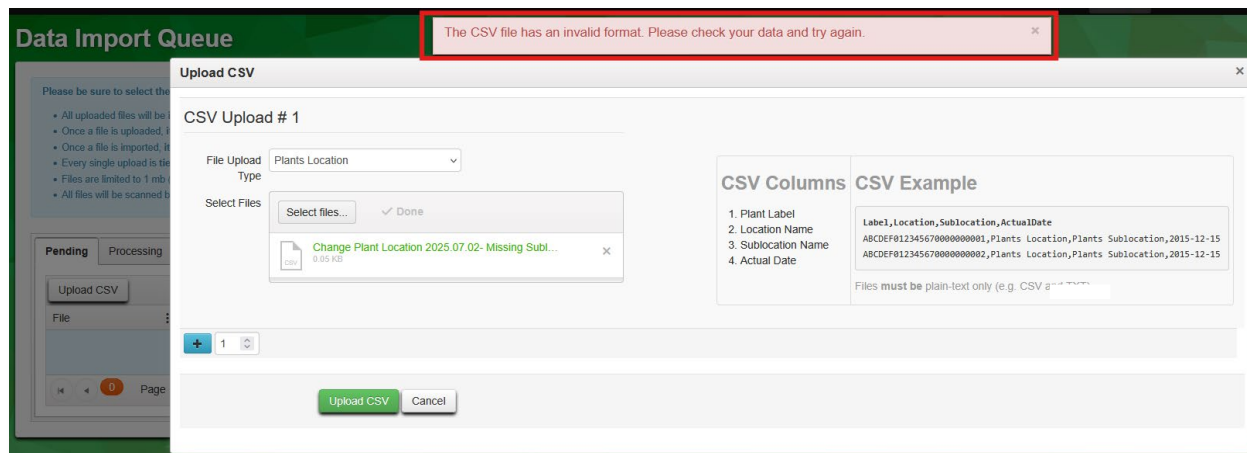 Data Import Queue
The CSV file has an invalid format. Please check your data and try again.
×
Upload CSV
×
Please be sure to select the
• All uploaded files will be
• Once a file is uploaded,
• Once a file is imported,
• Every single upload is tie
• Files are limited to 1 mb
• All files will be scanned
Pending
Processing
Upload CSV
File
0
Page
CSV Upload # 1
File Upload Type
Plants Location
Select Files
Select files...
✓ Done
Change Plant Location 2025.07.02- Missing Subl...
×
CSV
0.05 KB
CSV Columns
1. Plant Label
2. Location Name
3. Sublocation Name
4. Actual Date
CSV Example
Label,Location,Sublocation,ActualDate
ABCDEF012345670000000001,Plants Location,Plants Sublocation,2015-12-15
ABCDEF012345670000000002,Plants Location,Plants Sublocation,2015-12-15
Files must be plain-text only (e.g. CSV
+
1
Upload CSV
Cancel